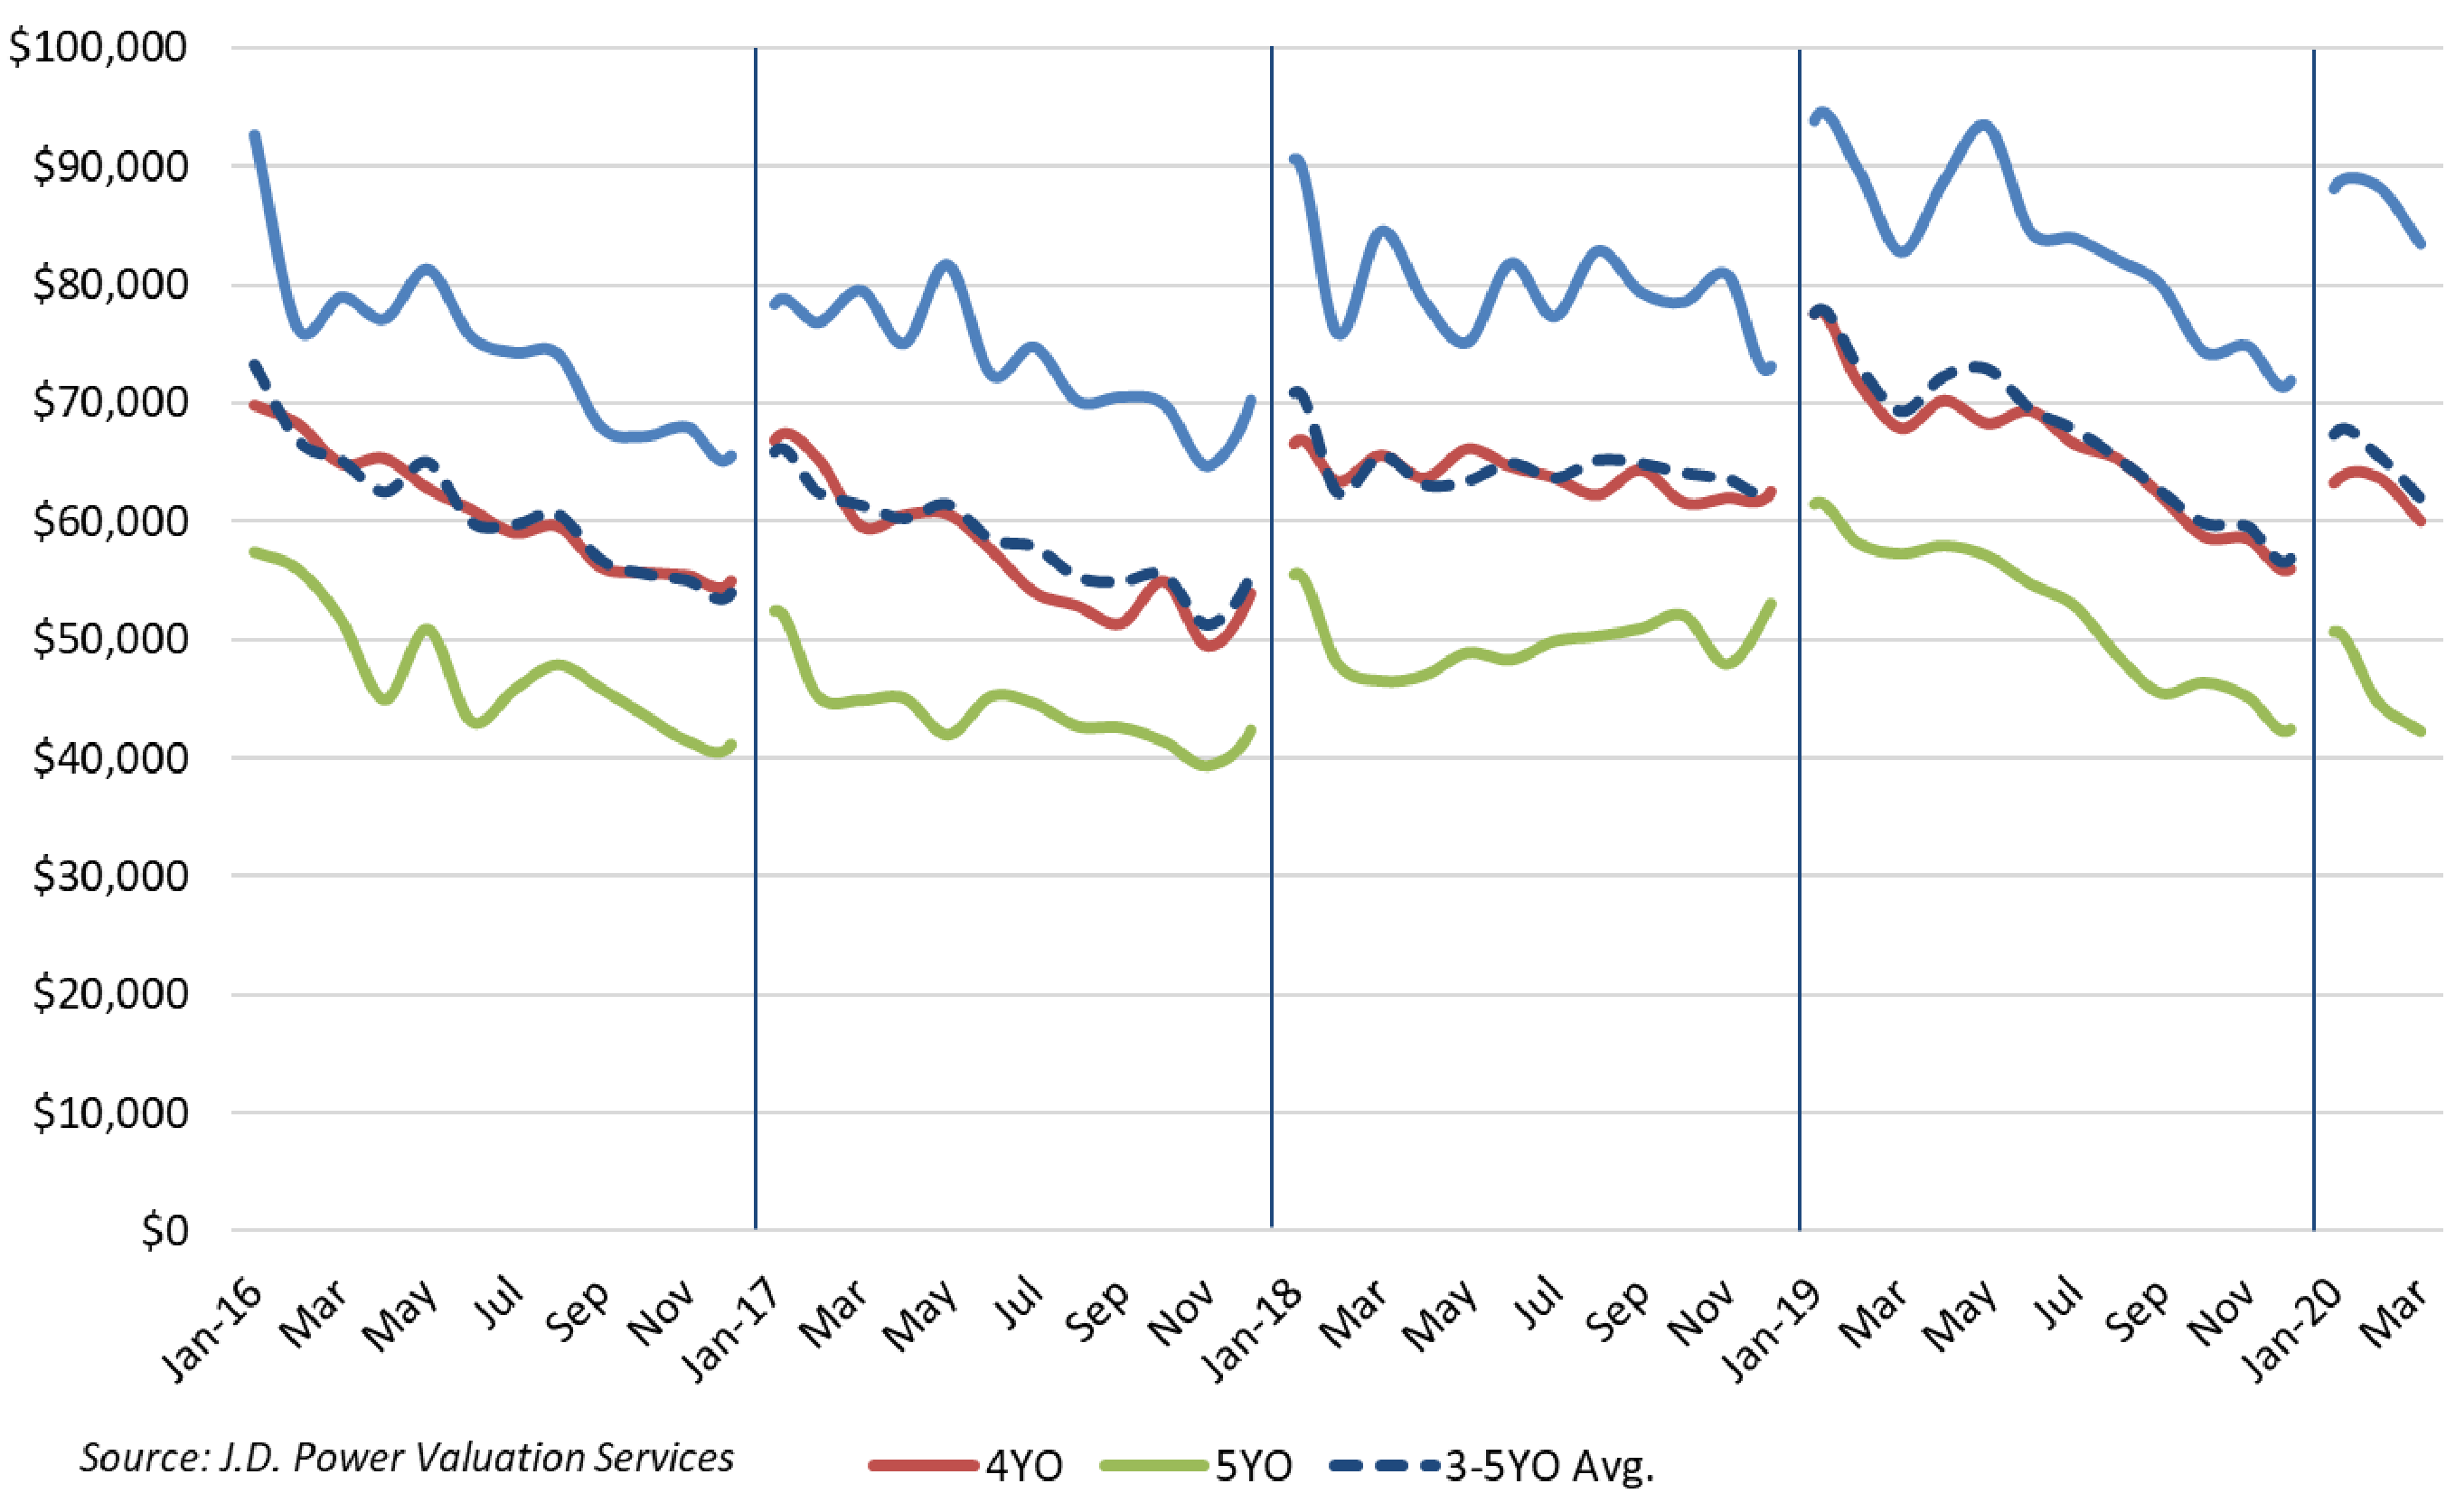 $100,000
$90,000
$80,000
$70,000
$60,000
$50,000
$40,000
$30,000
$20,000
$10,000
$0
Jan-16
Mar
May
Jul
Sep
Nov
Jan-17
Mar
May
Jul
Sep
Nov
Jan-18
Mar
May
Jul
Sep
Nov
Jan-19
Mar
May
Jul
Sep
Nov
Jan-20
Mar
Source: J.D. Power Valuation Services
4YO
5YO
3-5YO Avg.